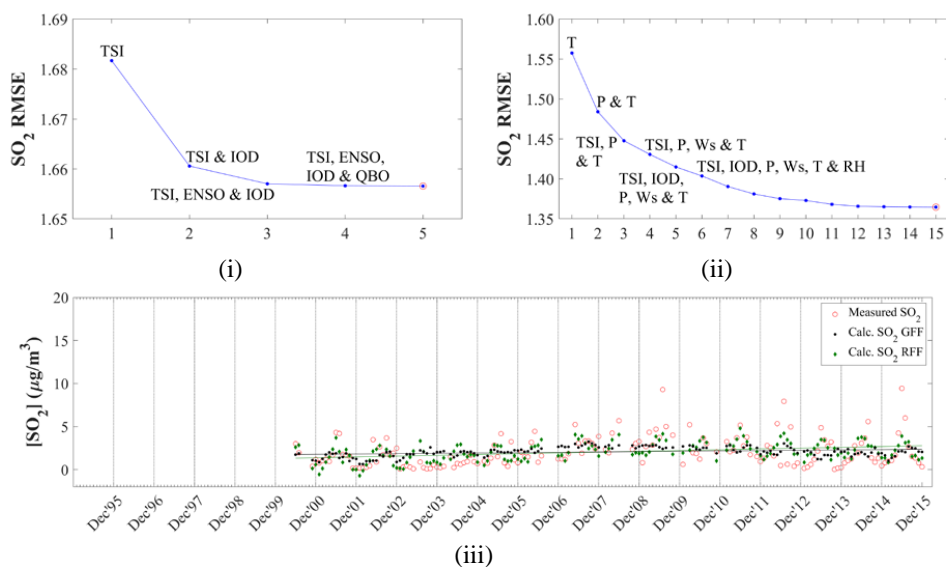 1.69
1.68
1.67
1.66
1.65
SO2 RMSE
TSI
TSI & IOD
TSI, ENSO & IOD
TSI, ENSO,
IOD & QBO
1 2 3 4 5
(i)
1.60
1.55
1.50
1.45
1.40
1.35
SO2 RMSE
T
P & T
TSI, P
& T
TSI, P, Ws & T
TSI, IOD,
P, Ws & T
TSI, IOD, P, Ws, T & RH
1 2 3 4 5 6 7 8 9 10 11 12 13 14 15
(ii)
20
15
10
5
0
[SO2] (μg/m3)
Measured SO2
Calc. SO2 GFF
Calc. SO2 RFF
Dec'95 Dec'96 Dec'97 Dec'98 Dec'99 Dec'00 Dec'01 Dec'02 Dec'03 Dec'04 Dec'05 Dec'06 Dec'07 Dec'08 Dec'09 Dec'10 Dec'11 Dec'12 Dec'13 Dec'14 Dec'15
(iii)